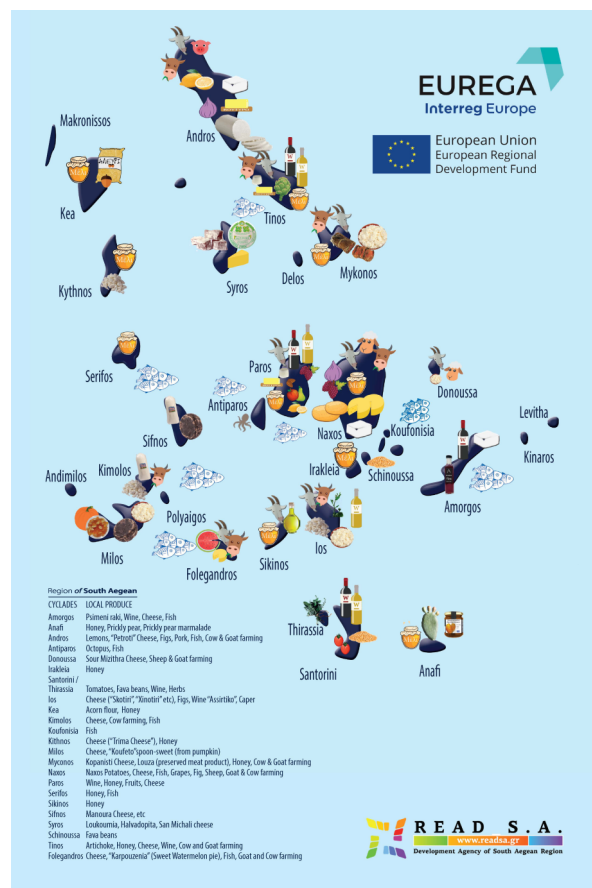 EUREGA
Interreg Europe
European Union
European Regional
Development Fund
Makronissos
Andros
Kea
Tinos
Kythnos
Syros
Delos
Mykonos
Serifos
Paros
Antiparos
Donoussa
Sifnos
Naxos
Koufonisia
Levitha
Irakleia
Schinoussa
Kinaros
Andimilos
Kimolos
Polyaigos
Amorgos
Milos
Folegandros
Sikinos
Ios
Thirassia
Santorini
Anafi
Region of South Aegean
CYCLADES LOCAL PRODUCE
Amorgos Psimeni raki, Wine, Cheese, Fish
Anafi Honey, Prickly pear, Prickly pear marmalade
Andros Lemons, "Petroti" Cheese, Figs, Pork, Fish, Cow & Goat farming
Antiparos Octopus, Fish
Donoussa Sour Mizithra Cheese, Sheep & Goat farming
Irakleia Honey
Santorini /
Thirassia Tomatoes, Fava beans, Wine, Herbs
Ios Cheese ("Skotiri", "Xinotiri" etc), Figs, Wine "Assirtiko", Caper
Kea Acorn flour, Honey
Kimolos Cheese, Cow farming, Fish
Koufonisia Fish
Kithnos Cheese ("Trima Cheese"), Honey
Milos Cheese, "Koufeto"spoon-sweet (from pumpkin)
Myconos Kopanisti Cheese, Louza (preserved meat product), Honey, Cow & Goat farming
Naxos Naxos Potatoes, Cheese, Fish, Grapes, Fig, Sheep, Goat & Cow farming
Paros Wine, Honey, Fruits, Cheese
Serifos Honey, Fish
Sikinos Honey
Sifnos Manoura Cheese, etc
Syros Loukoumia, Halvadopita, San Michali cheese
Schinoussa Fava beans
Tinos Artichoke, Honey, Cheese, Wine, Cow and Goat farming
Folegandros Cheese, "Karpouzenia" (Sweet Watermelon pie), Fish, Goat and Cow farming
READ S.A.
www.readsa.gr
Development Agency of South Aegean Region